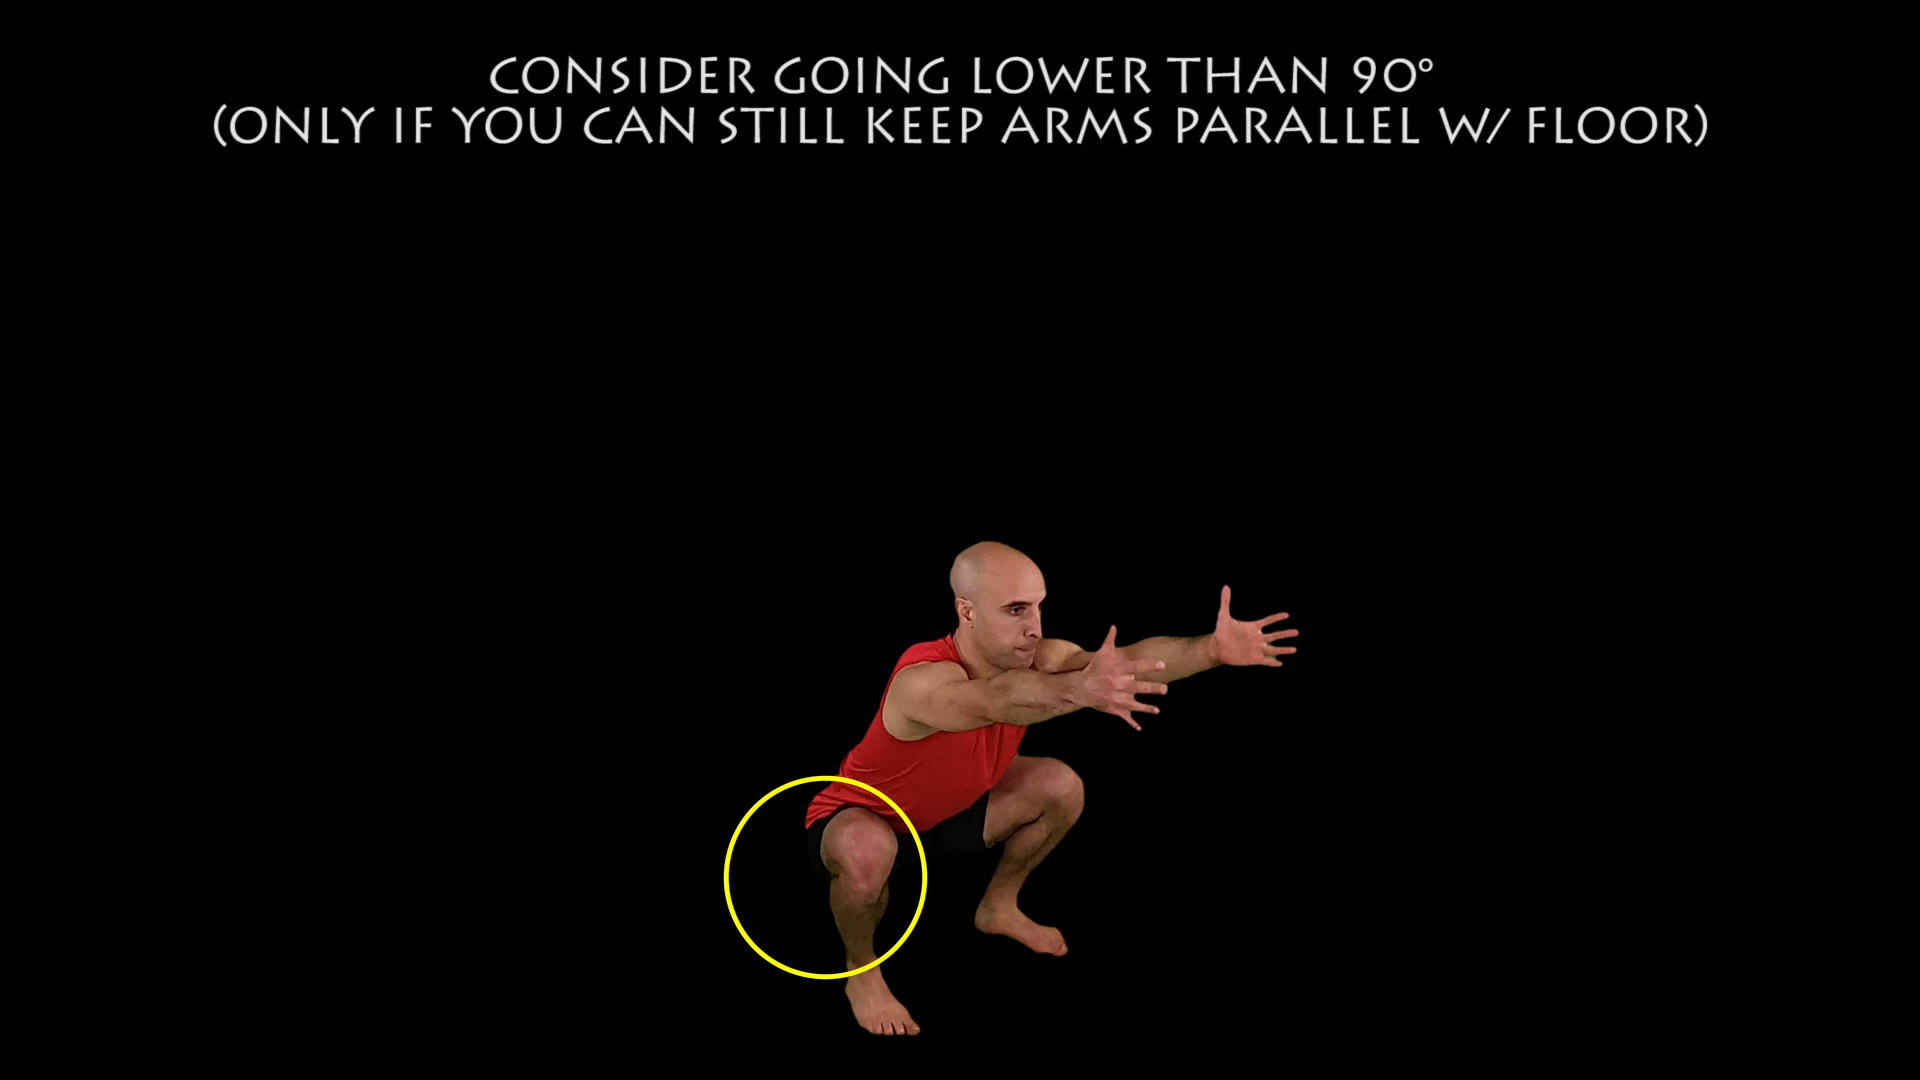 CONSIDER GOING LOWER THAN 90°
(ONLY IF YOU CAN STILL KEEP ARMS PARALLEL W/ FLOOR)